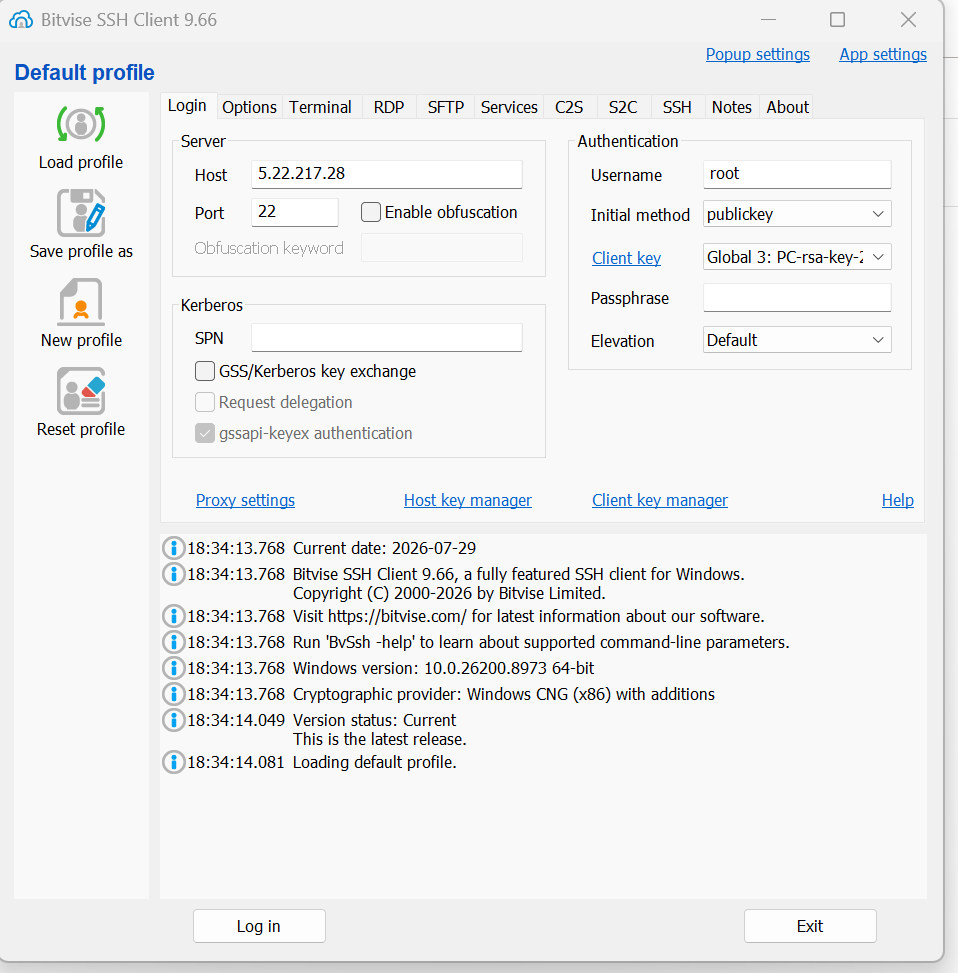 Bitvise SSH Client 9.66
Popup settings App settings
Default profile
Load profile
Save profile as
New profile
Reset profile
Login Options Terminal RDP SFTP Services C2S S2C SSH Notes About
Server
Host 5.22.217.28
Port 22 Enable obfuscation
Obfuscation keyword
Kerberos
SPN
GSS/Kerberos key exchange
Request delegation
gssapi-keyex authentication
Authentication
Username root
Initial method publickey
Client key Global 3: PC-rsa-key-2
Passphrase
Elevation Default
Proxy settings Host key manager Client key manager Help
18:34:13.768 Current date: 2026-07-29
18:34:13.768 Bitvise SSH Client 9.66, a fully featured SSH client for Windows.
Copyright (C) 2000-2026 by Bitvise Limited.
18:34:13.768 Visit https://bitvise.com/ for latest information about our software.
18:34:13.768 Run 'BvSsh -help' to learn about supported command-line parameters.
18:34:13.768 Windows version: 10.0.26200.8973 64-bit
18:34:13.768 Cryptographic provider: Windows CNG (x86) with additions
18:34:14.049 Version status: Current
This is the latest release.
18:34:14.081 Loading default profile.
Log in Exit